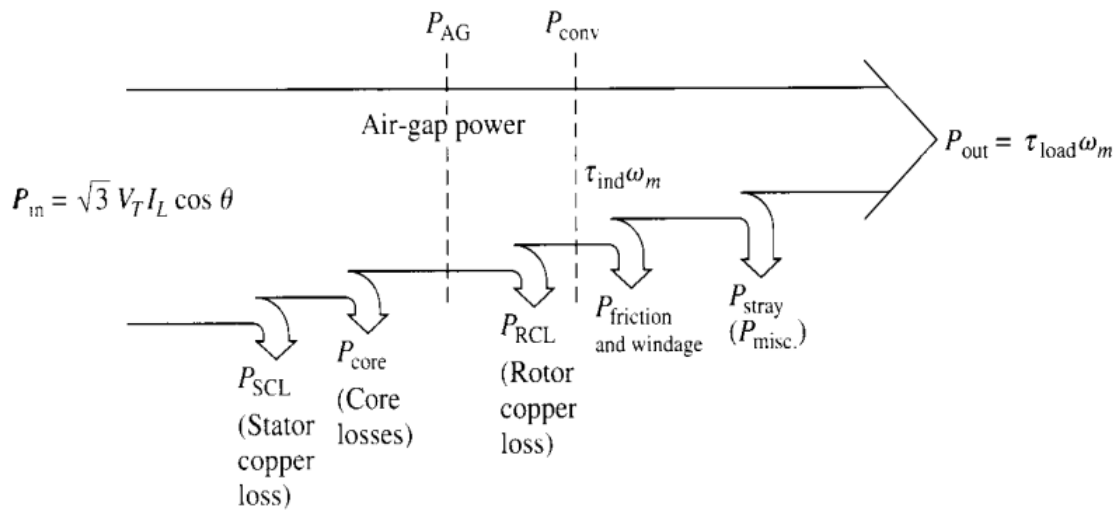 P_AG
P_conv
Air-gap power
P_out = τ_load ω_m
τ_ind ω_m
P_in = √3 V_T I_L cos θ
P_SCL
(Stator
copper
loss)
P_core
(Core
losses)
P_RCL
(Rotor
copper
loss)
P_friction
and windage
P_stray
(P_misc.)